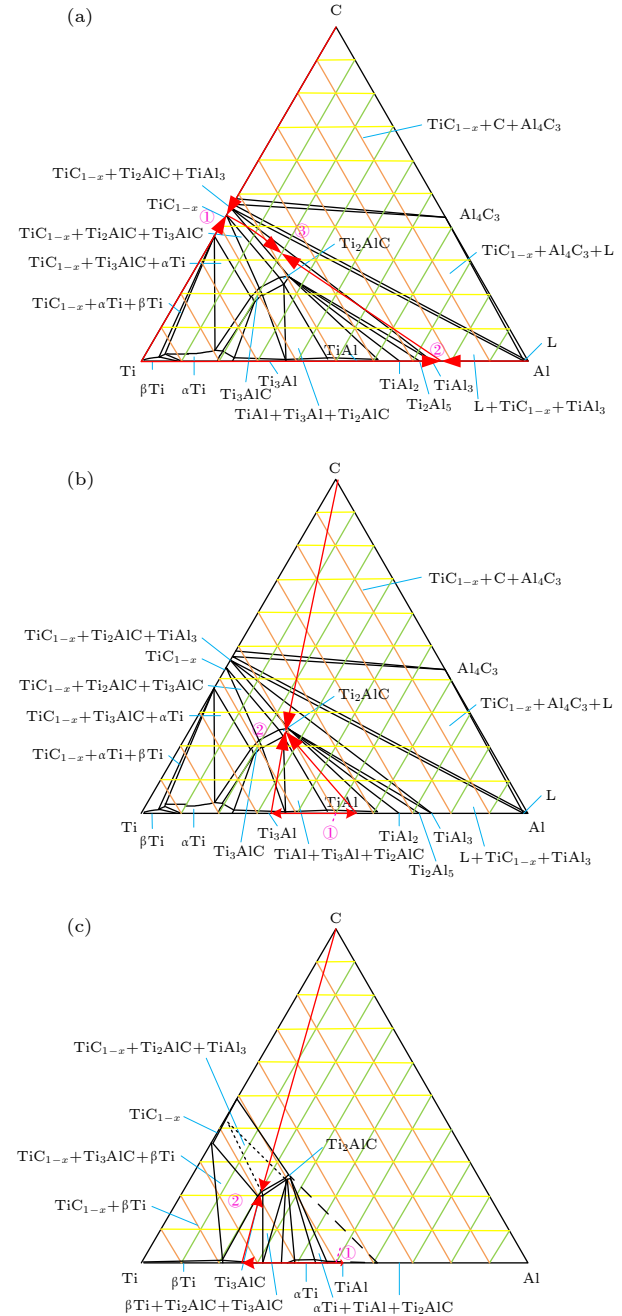 (a)
C
TiC₁₋ₓ+C+Al₄C₃
TiC₁₋ₓ+Ti₂AlC+TiAl₃
TiC₁₋ₓ
①
Al₄C₃
③
TiC₁₋ₓ+Ti₂AlC+Ti₃AlC
Ti₂AlC
TiC₁₋ₓ+Al₄C₃+L
TiC₁₋ₓ+Ti₃AlC+αTi
TiC₁₋ₓ+αTi+βTi
L
TiAl
②
Ti
Al
βTi
αTi
Ti₃Al
TiAl₂
TiAl₃
Ti₃AlC
Ti₂Al₅
L+TiC₁₋ₓ+TiAl₃
TiAl+Ti₃Al+Ti₂AlC
(b)
C
TiC₁₋ₓ+C+Al₄C₃
TiC₁₋ₓ+Ti₂AlC+TiAl₃
TiC₁₋ₓ
Al₄C₃
TiC₁₋ₓ+Ti₂AlC+Ti₃AlC
Ti₂AlC
TiC₁₋ₓ+Al₄C₃+L
TiC₁₋ₓ+Ti₃AlC+αTi
②
TiC₁₋ₓ+αTi+βTi
L
TiAl
Ti
Al
βTi
αTi
Ti₃Al
①
TiAl₂
TiAl₃
Ti₃AlC
TiAl+Ti₃Al+Ti₂AlC
L+TiC₁₋ₓ+TiAl₃
Ti₂Al₅
(c)
C
TiC₁₋ₓ+Ti₂AlC+TiAl₃
TiC₁₋ₓ
Ti₂AlC
TiC₁₋ₓ+Ti₃AlC+βTi
②
TiC₁₋ₓ+βTi
①
Ti
Al
βTi
Ti₃AlC
αTi
TiAl
βTi+Ti₂AlC+Ti₃AlC
αTi+TiAl+Ti₂AlC